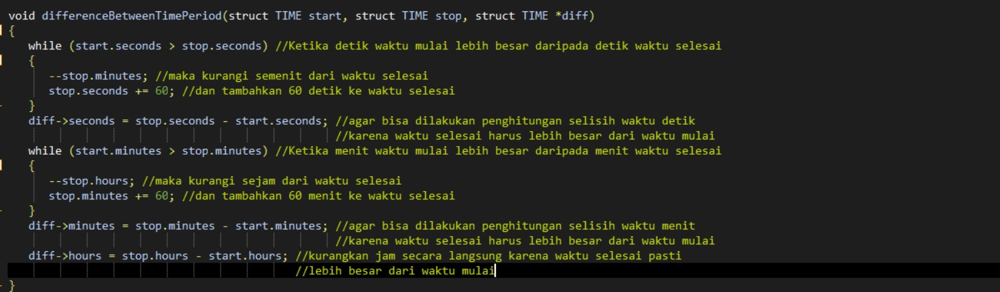 void differenceBetweenTimePeriod(struct TIME start, struct TIME stop, struct TIME *diff)
{
while (start.seconds > stop.seconds) //Ketika detik waktu mulai lebih besar daripada detik waktu selesai
{
--stop.minutes; //maka kurangi semenit dari waktu selesai
stop.seconds += 60; //dan tambahkan 60 detik ke waktu selesai
}
diff->seconds = stop.seconds - start.seconds; //agar bisa dilakukan penghitungan selisih waktu detik
//karena waktu selesai harus lebih besar dari waktu mulai
while (start.minutes > stop.minutes) //Ketika menit waktu mulai lebih besar daripada menit waktu selesai
{
--stop.hours; //maka kurangi sejam dari waktu selesai
stop.minutes += 60; //dan tambahkan 60 menit ke waktu selesai
}
diff->minutes = stop.minutes - start.minutes; //agar bisa dilakukan penghitungan selisih waktu menit
//karena waktu selesai harus lebih besar dari waktu mulai
diff->hours = stop.hours - start.hours; //kurangkan jam secara langsung karena waktu selesai pasti
//lebih besar dari waktu mulai
}